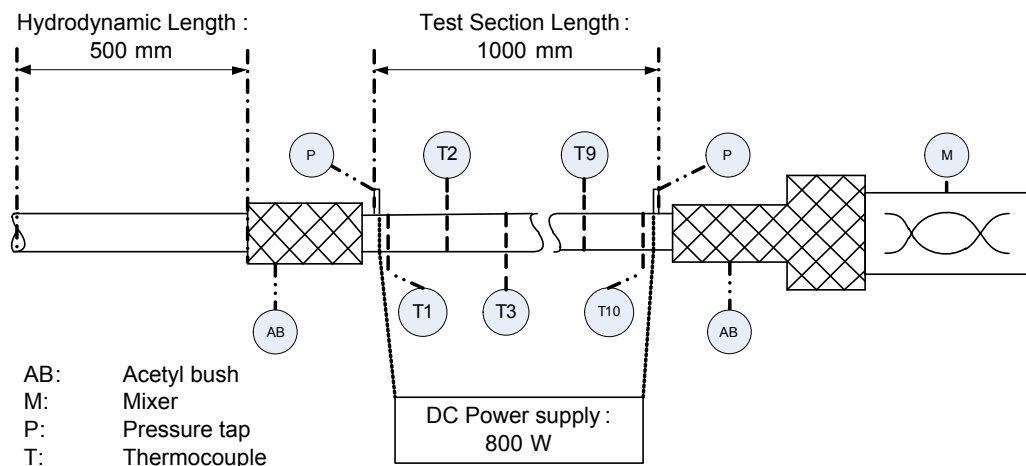 Hydrodynamic Length :
500 mm
Test Section Length :
1000 mm
P
T2
T9
P
M
T1
T3
T10
AB
AB
AB: Acetyl bush
M: Mixer
P: Pressure tap
T: Thermocouple
DC Power supply :
800 W